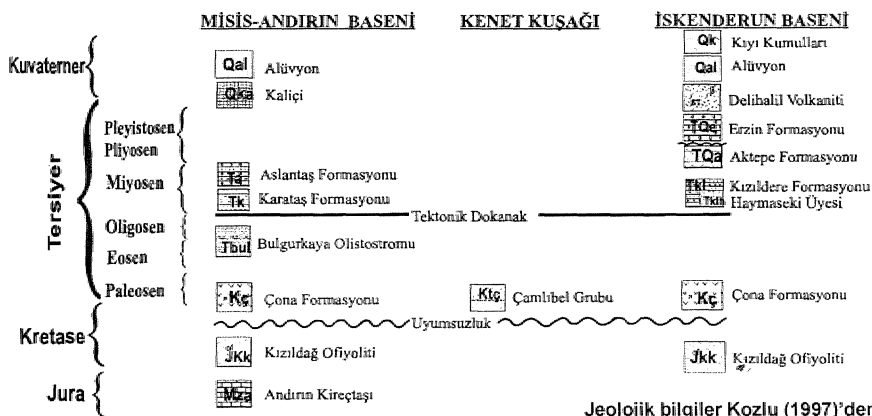 MİSİS-ANDIRIN BASENİ KENET KUŞAĞI İSKENDERUN BASENİ
Kuvaterner
Qal Alüvyon
Qka Kaliçi
Qk Kıyı Kumulları
Qal Alüvyon
Delihalil Volkaniti
Tersiyer
Pleyistosen
Pliyosen
TQe Erzin Formasyonu
TQa Aktepe Formasyonu
Miyosen
Ta Aslantaş Formasyonu
Tk Karataş Formasyonu
Tkl Kızıldere Formasyonu
Tklh Haymaseki Üyesi
Tektonik Dokanak
Oligosen
Eosen
Tbul Bulgurkaya Olistostromu
Paleosen
Kç Çona Formasyonu
Ktç Çamlıbel Grubu
Kç Çona Formasyonu
Uyumsuzluk
Kretase
JKk Kızıldağ Ofiyoliti
Jkk Kızıldağ Ofiyoliti
Jura
Mza Andırın Kireçtaşı
Jeolojik bilgiler Kozlu (1997)'den